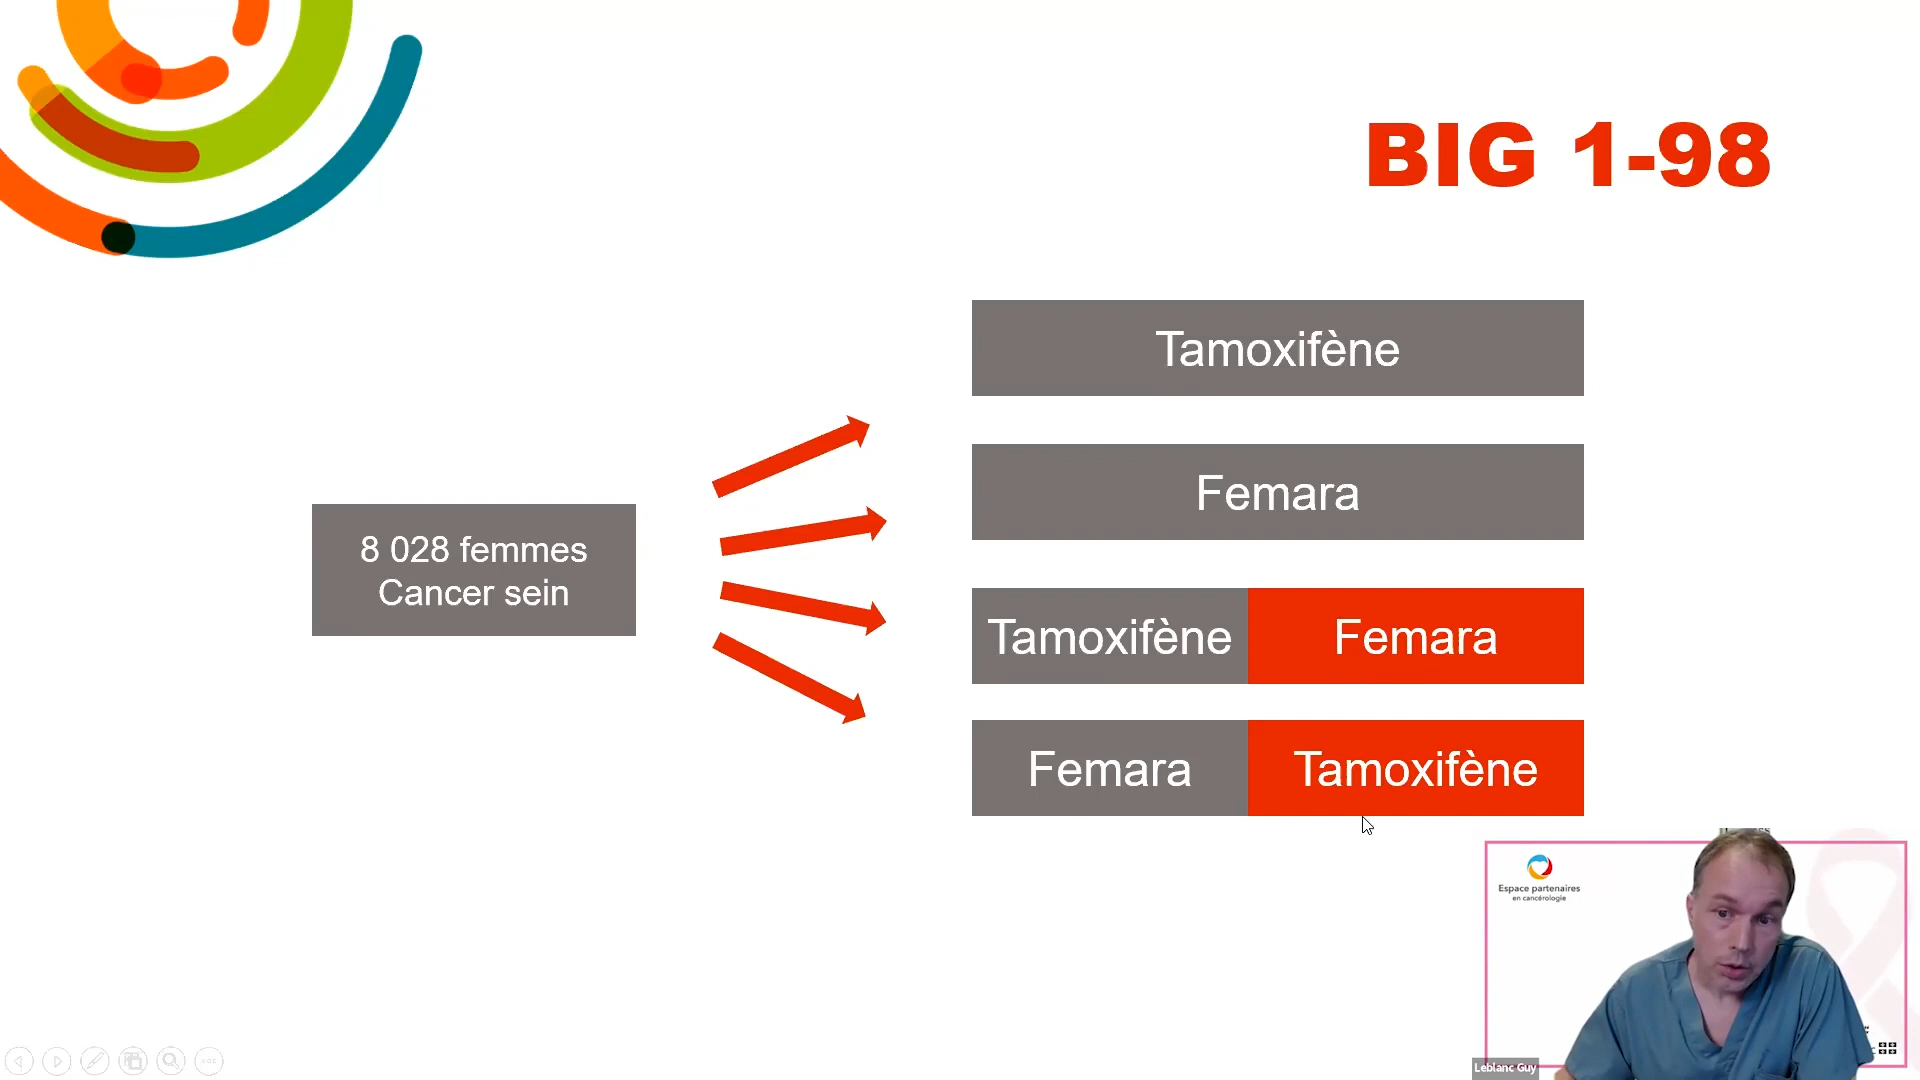 BIG 1-98
Tamoxifène
Femara
8 028 femmes
Cancer sein
Tamoxifène Femara
Femara Tamoxifène
Espace partenaires
en cancérologie
Leblanc Guy